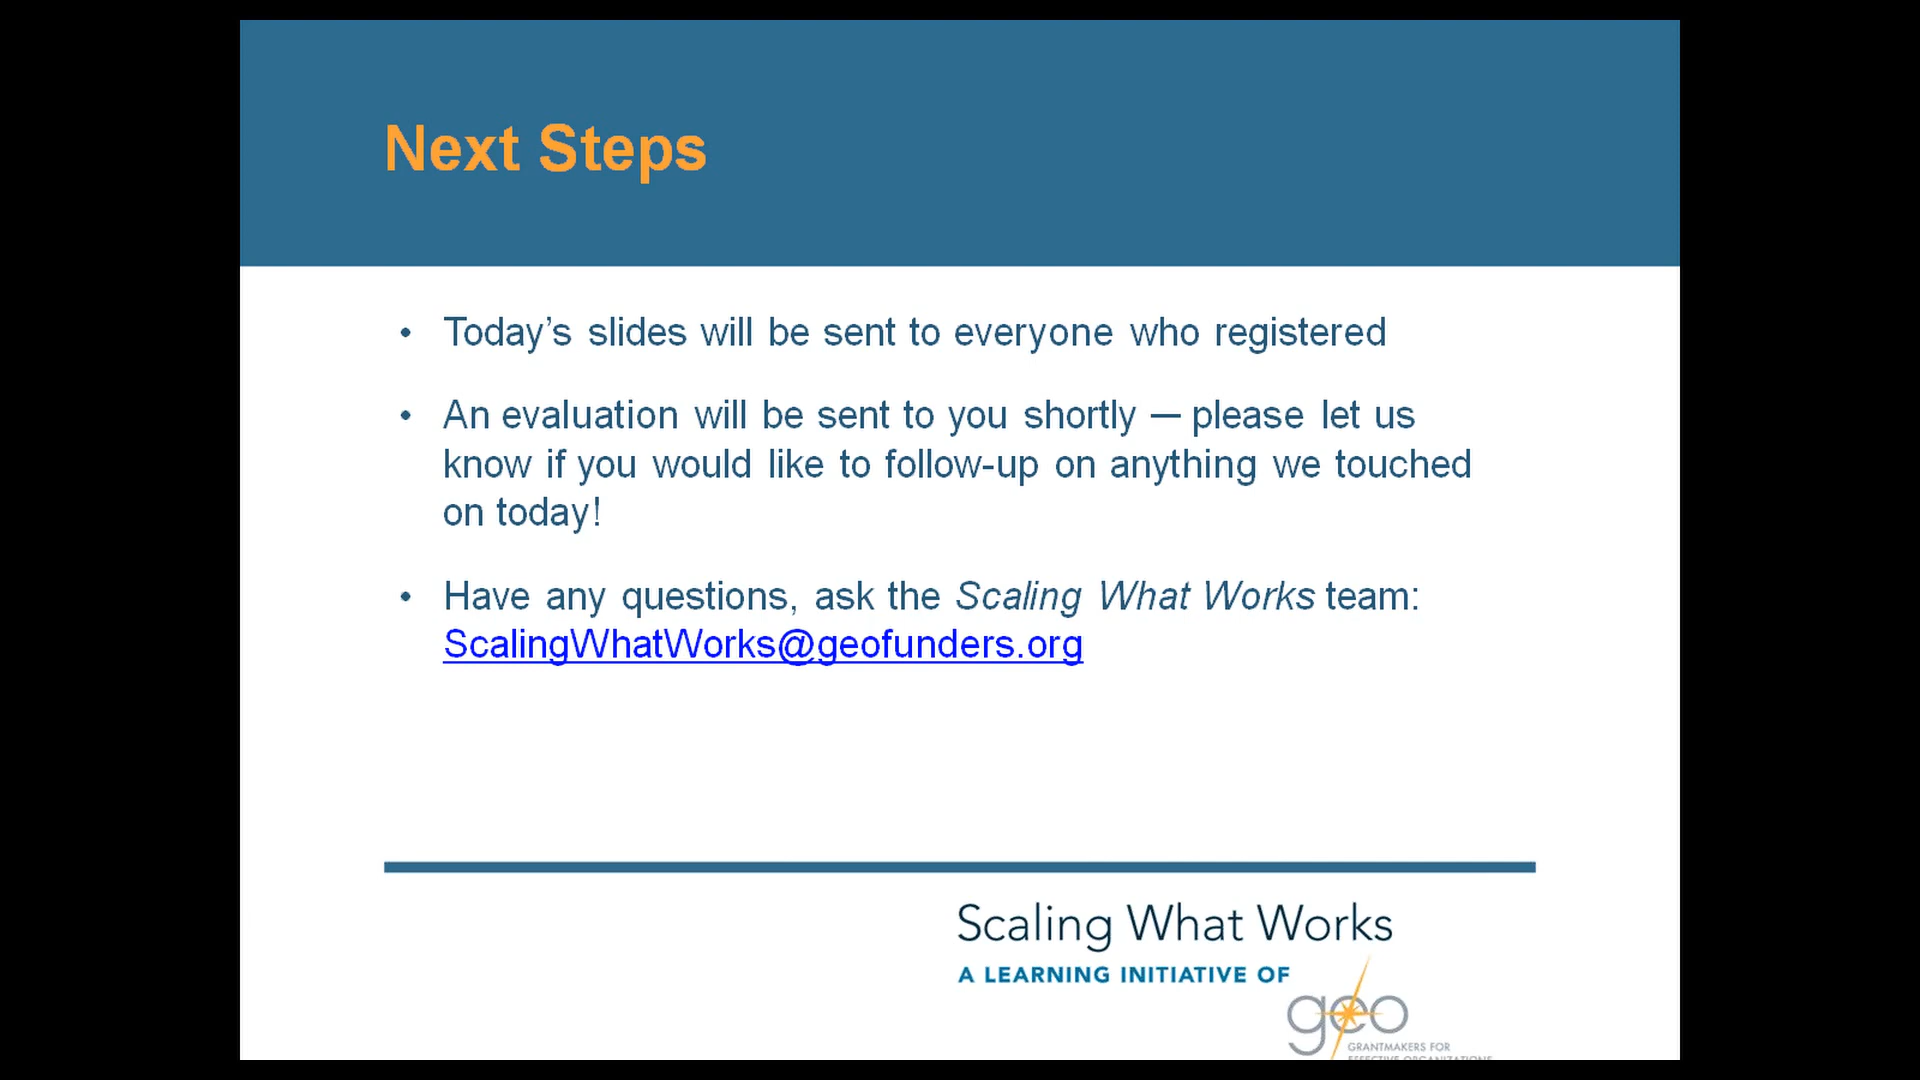 Next Steps
• Today’s slides will be sent to everyone who registered
• An evaluation will be sent to you shortly — please let us
know if you would like to follow-up on anything we touched
on today!
• Have any questions, ask the Scaling What Works team:
ScalingWhatWorks@geofunders.org
Scaling What Works
A LEARNING INITIATIVE OF
geo
GRANTMAKERS FOR
EFFECTIVE ORGANIZATIONS